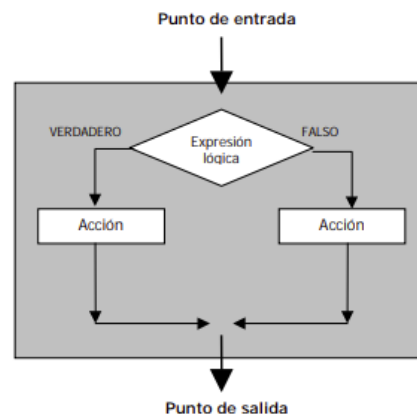 Punto de entrada
VERDADERO
Expresión
lógica
FALSO
Acción
Acción
Punto de salida